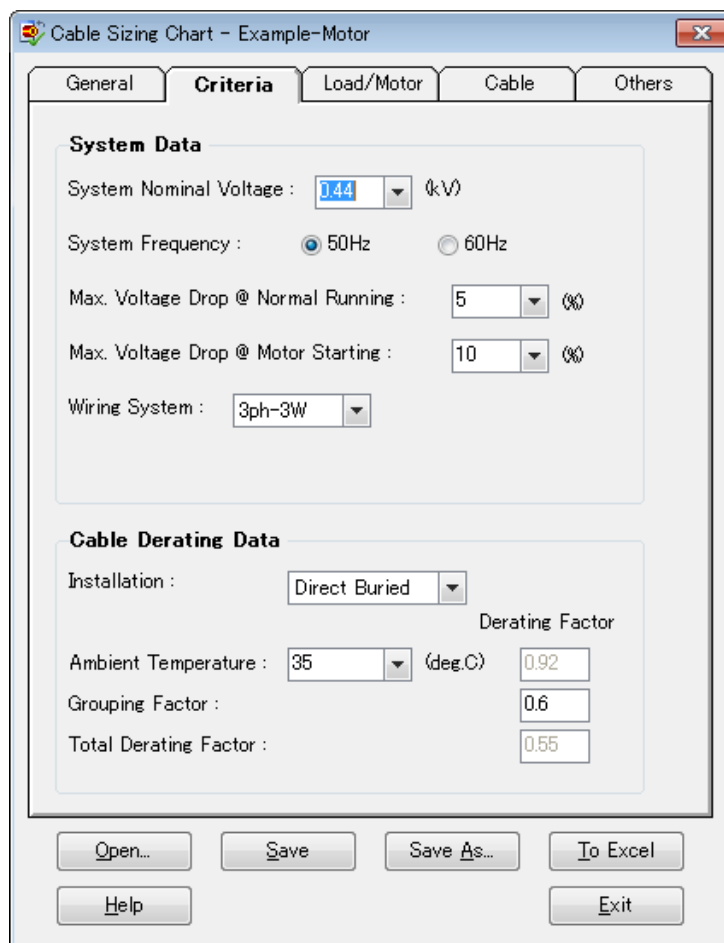 Cable Sizing Chart - Example-Motor
General Criteria Load/Motor Cable Others
System Data
System Nominal Voltage : 0.44 (kV)
System Frequency : 50Hz 60Hz
Max. Voltage Drop @ Normal Running : 5 (%)
Max. Voltage Drop @ Motor Starting : 10 (%)
Wiring System : 3ph-3W
Cable Derating Data
Installation : Direct Buried
Derating Factor
Ambient Temperature : 35 (deg.C) 0.92
Grouping Factor : 0.6
Total Derating Factor : 0.55
Open... Save Save As... To Excel
Help Exit